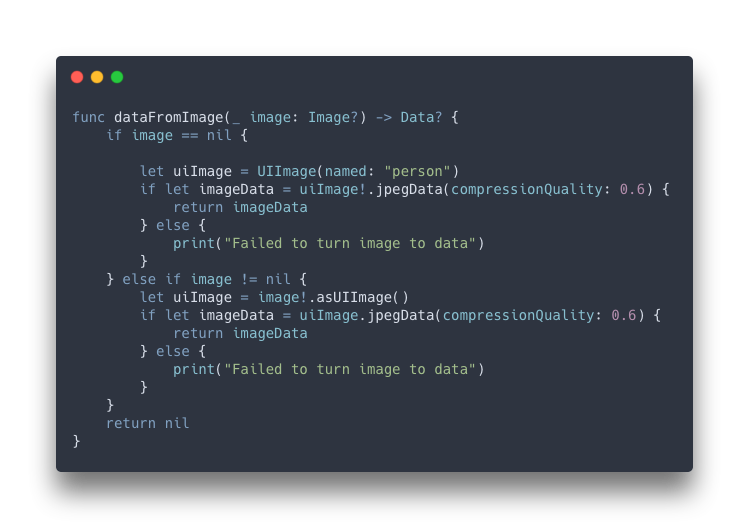 func dataFromImage(_ image: Image?) -> Data? {
    if image == nil {

        let uiImage = UIImage(named: "person")
        if let imageData = uiImage!.jpegData(compressionQuality: 0.6) {
            return imageData
        } else {
            print("Failed to turn image to data")
        }
    } else if image != nil {
        let uiImage = image!.asUIImage()
        if let imageData = uiImage.jpegData(compressionQuality: 0.6) {
            return imageData
        } else {
            print("Failed to turn image to data")
        }
    }
    return nil
}